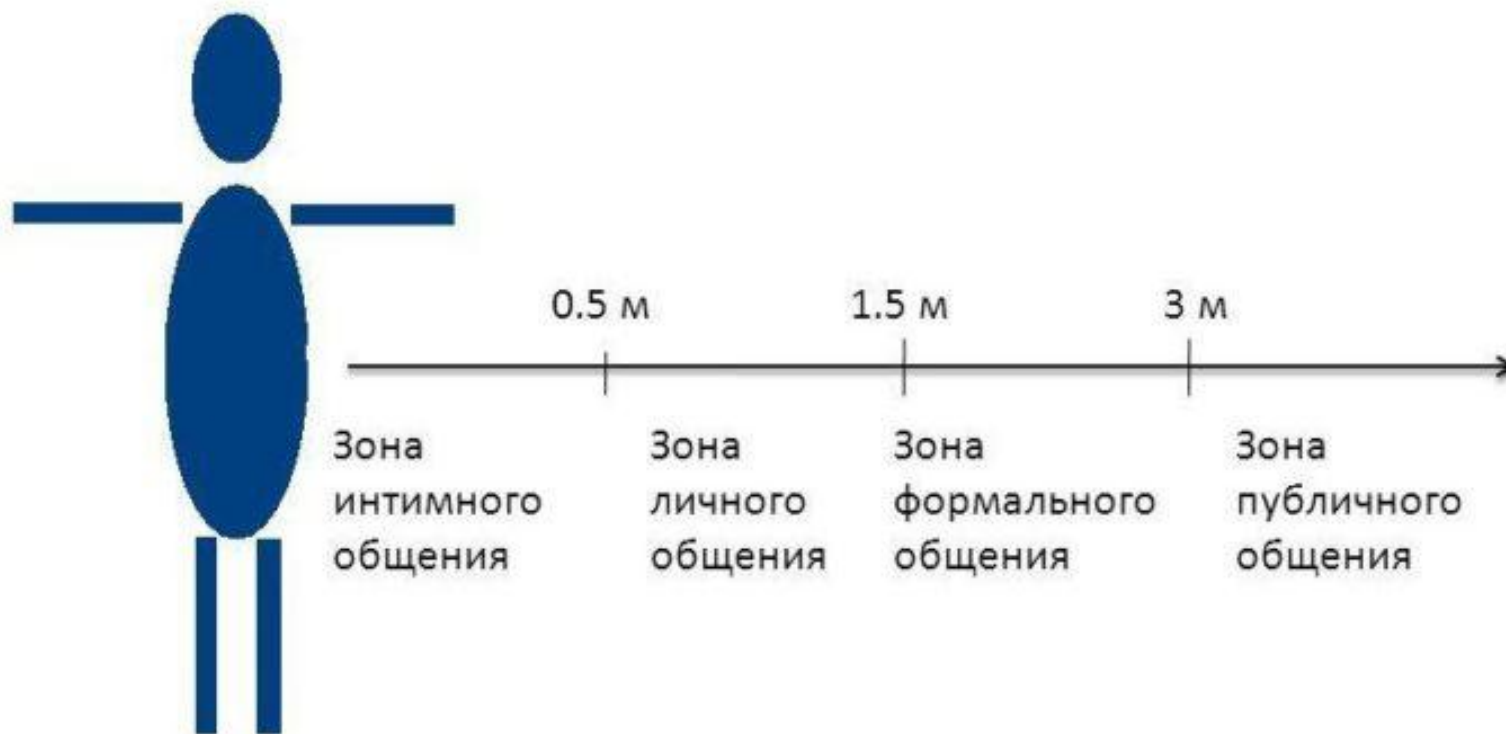 0.5 м 1.5 м 3 м
Зона
интимного
общения
Зона
личного
общения
Зона
формального
общения
Зона
публичного
общения